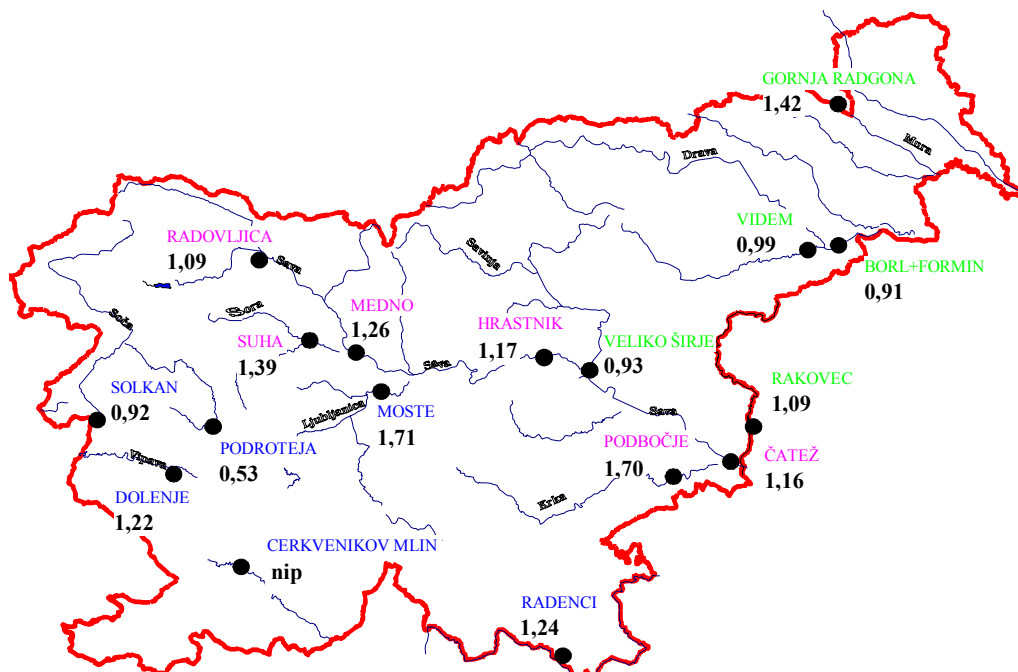 GORNJA RADGONA
1,42
Mura
Drava
VIDEM
0,99
BORL+FORMIN
0,91
RADOVLJICA
1,09
Sava
Savinja
Soča
Sora
MEDNO
1,26
SUHA
1,39
HRASTNIK
1,17
VELIKO ŠIRJE
0,93
Sava
RAKOVEC
1,09
SOLKAN
0,92
Ljubljanica
MOSTE
1,71
Sava
PODROTEJA
0,53
PODBOČJE
1,70
ČATEŽ
1,16
Vipava
DOLENJE
1,22
Krka
CERKVENIKOV MLIN
nip
RADENCI
1,24